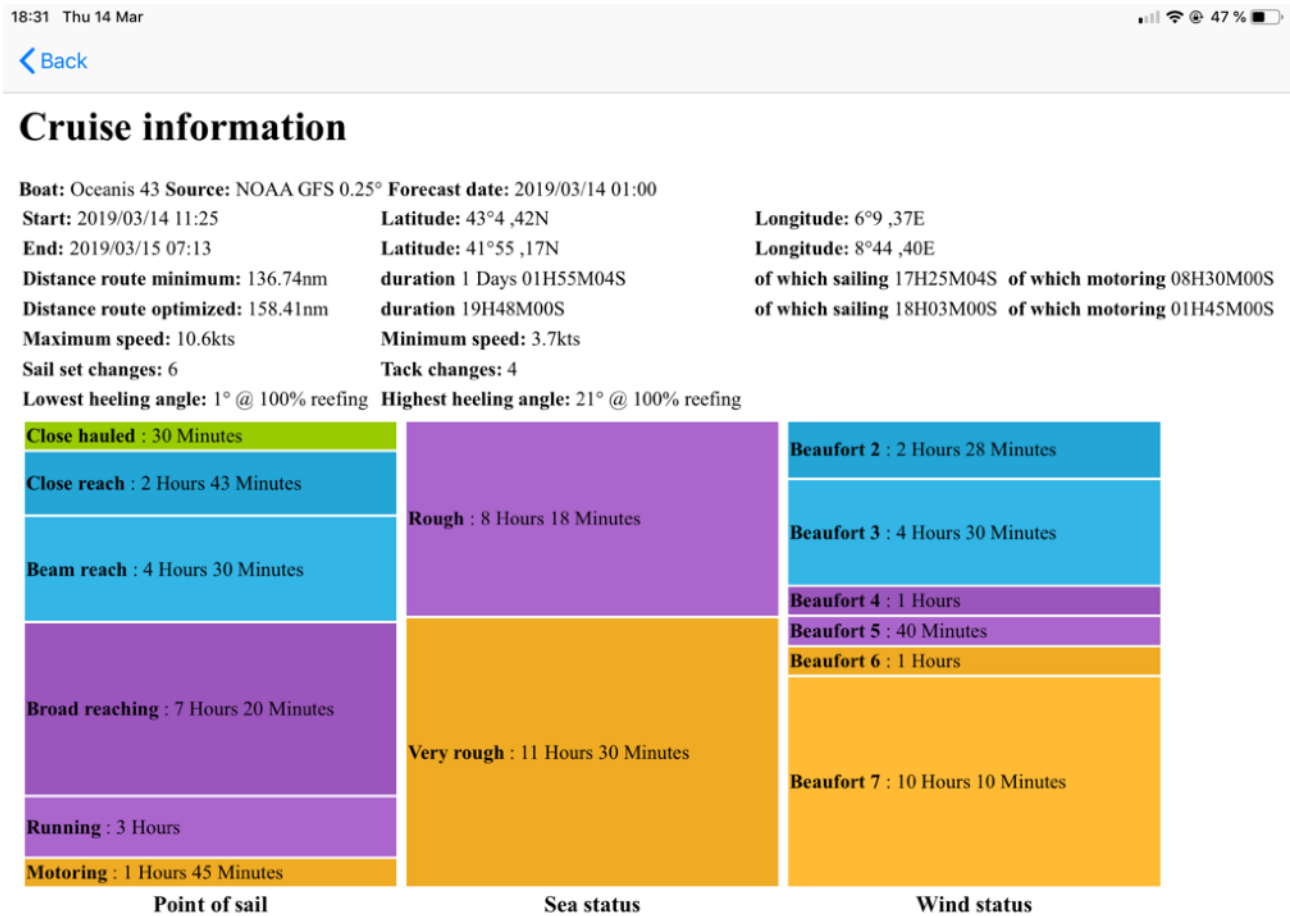 18:31 Thu 14 Mar
47 %
Back
Cruise information
Boat: Oceanis 43 Source: NOAA GFS 0.25° Forecast date: 2019/03/14 01:00
Start: 2019/03/14 11:25 Latitude: 43°4 ,42N Longitude: 6°9 ,37E
End: 2019/03/15 07:13 Latitude: 41°55 ,17N Longitude: 8°44 ,40E
Distance route minimum: 136.74nm duration 1 Days 01H55M04S of which sailing 17H25M04S of which motoring 08H30M00S
Distance route optimized: 158.41nm duration 19H48M00S of which sailing 18H03M00S of which motoring 01H45M00S
Maximum speed: 10.6kts Minimum speed: 3.7kts
Sail set changes: 6 Tack changes: 4
Lowest heeling angle: 1° @ 100% reefing Highest heeling angle: 21° @ 100% reefing
Close hauled : 30 Minutes
Close reach : 2 Hours 43 Minutes
Beam reach : 4 Hours 30 Minutes
Broad reaching : 7 Hours 20 Minutes
Running : 3 Hours
Motoring : 1 Hours 45 Minutes
Point of sail
Rough : 8 Hours 18 Minutes
Very rough : 11 Hours 30 Minutes
Sea status
Beaufort 2 : 2 Hours 28 Minutes
Beaufort 3 : 4 Hours 30 Minutes
Beaufort 4 : 1 Hours
Beaufort 5 : 40 Minutes
Beaufort 6 : 1 Hours
Beaufort 7 : 10 Hours 10 Minutes
Wind status